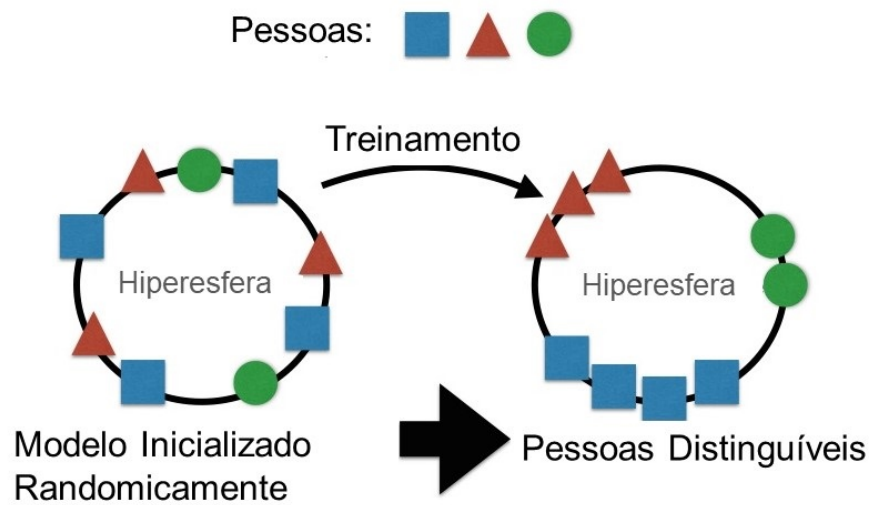 Pessoas:
Treinamento
Hiperesfera
Hiperesfera
Modelo Inicializado
Randomicamente
Pessoas Distinguíveis